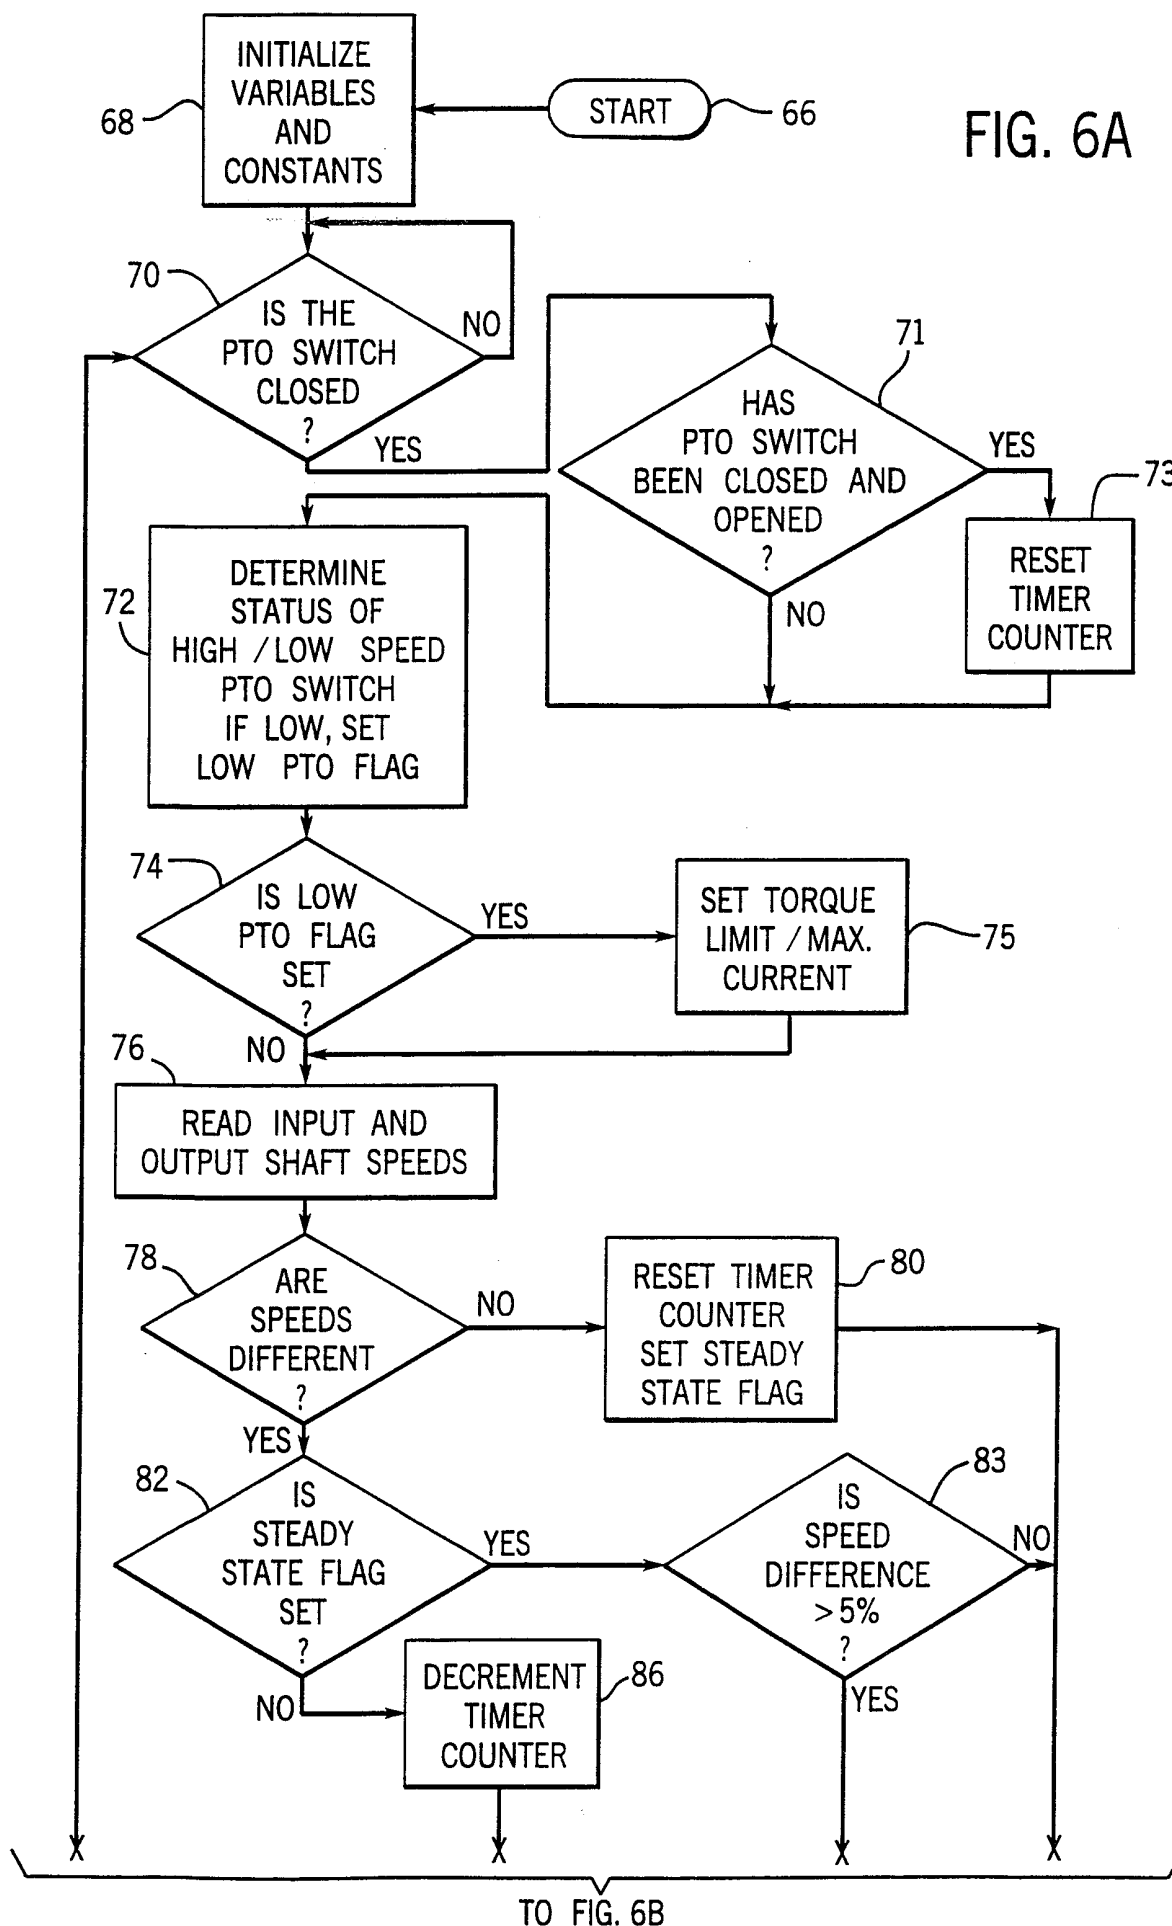 FIG. 6A
START
66
INITIALIZE
VARIABLES
AND
CONSTANTS
68
70
IS THE
PTO SWITCH
CLOSED
?
NO
YES
71
HAS
PTO SWITCH
BEEN CLOSED AND
OPENED
?
YES
NO
73
RESET
TIMER
COUNTER
72
DETERMINE
STATUS OF
HIGH / LOW SPEED
PTO SWITCH
IF LOW, SET
LOW PTO FLAG
74
IS LOW
PTO FLAG
SET
?
YES
NO
SET TORQUE
LIMIT / MAX.
CURRENT
75
76
READ INPUT AND
OUTPUT SHAFT SPEEDS
78
ARE
SPEEDS
DIFFERENT
?
NO
YES
80
RESET TIMER
COUNTER
SET STEADY
STATE FLAG
82
IS
STEADY
STATE FLAG
SET
?
YES
NO
83
IS
SPEED
DIFFERENCE
>5%
?
NO
YES
86
DECREMENT
TIMER
COUNTER
X X X X
TO FIG. 6B